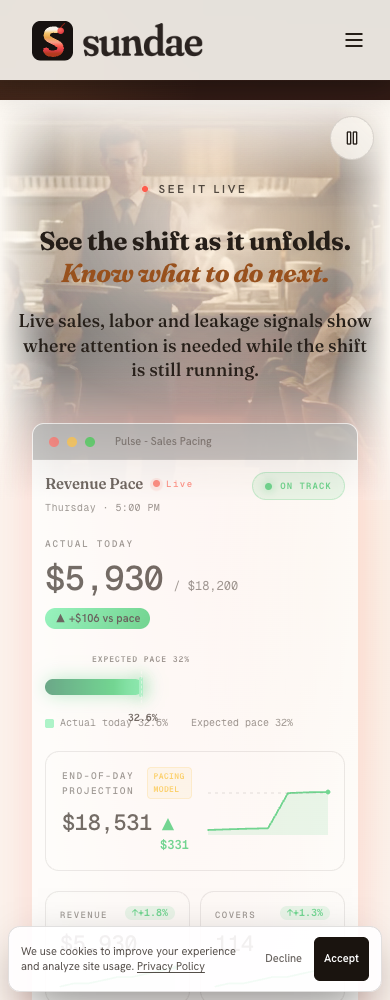 sundae
SEE IT LIVE
See the shift as it unfolds.
Know what to do next.
Live sales, labor and leakage signals show
where attention is needed while the shift
is still running.
Pulse - Sales Pacing
Revenue Pace
Live
ON TRACK
Thursday · 5:00 PM
ACTUAL TODAY
$5,930 / $18,200
▲ +$106 vs pace
EXPECTED PACE 32%
32.6%
Actual today 32.6%
Expected pace 32%
END-OF-DAY
PROJECTION
PACING
MODEL
$18,531 ▲
$331
REVENUE
↑+1.8%
COVERS
↑+1.3%
$5,930
114
We use cookies to improve your experience
and analyze site usage. Privacy Policy
Decline
Accept